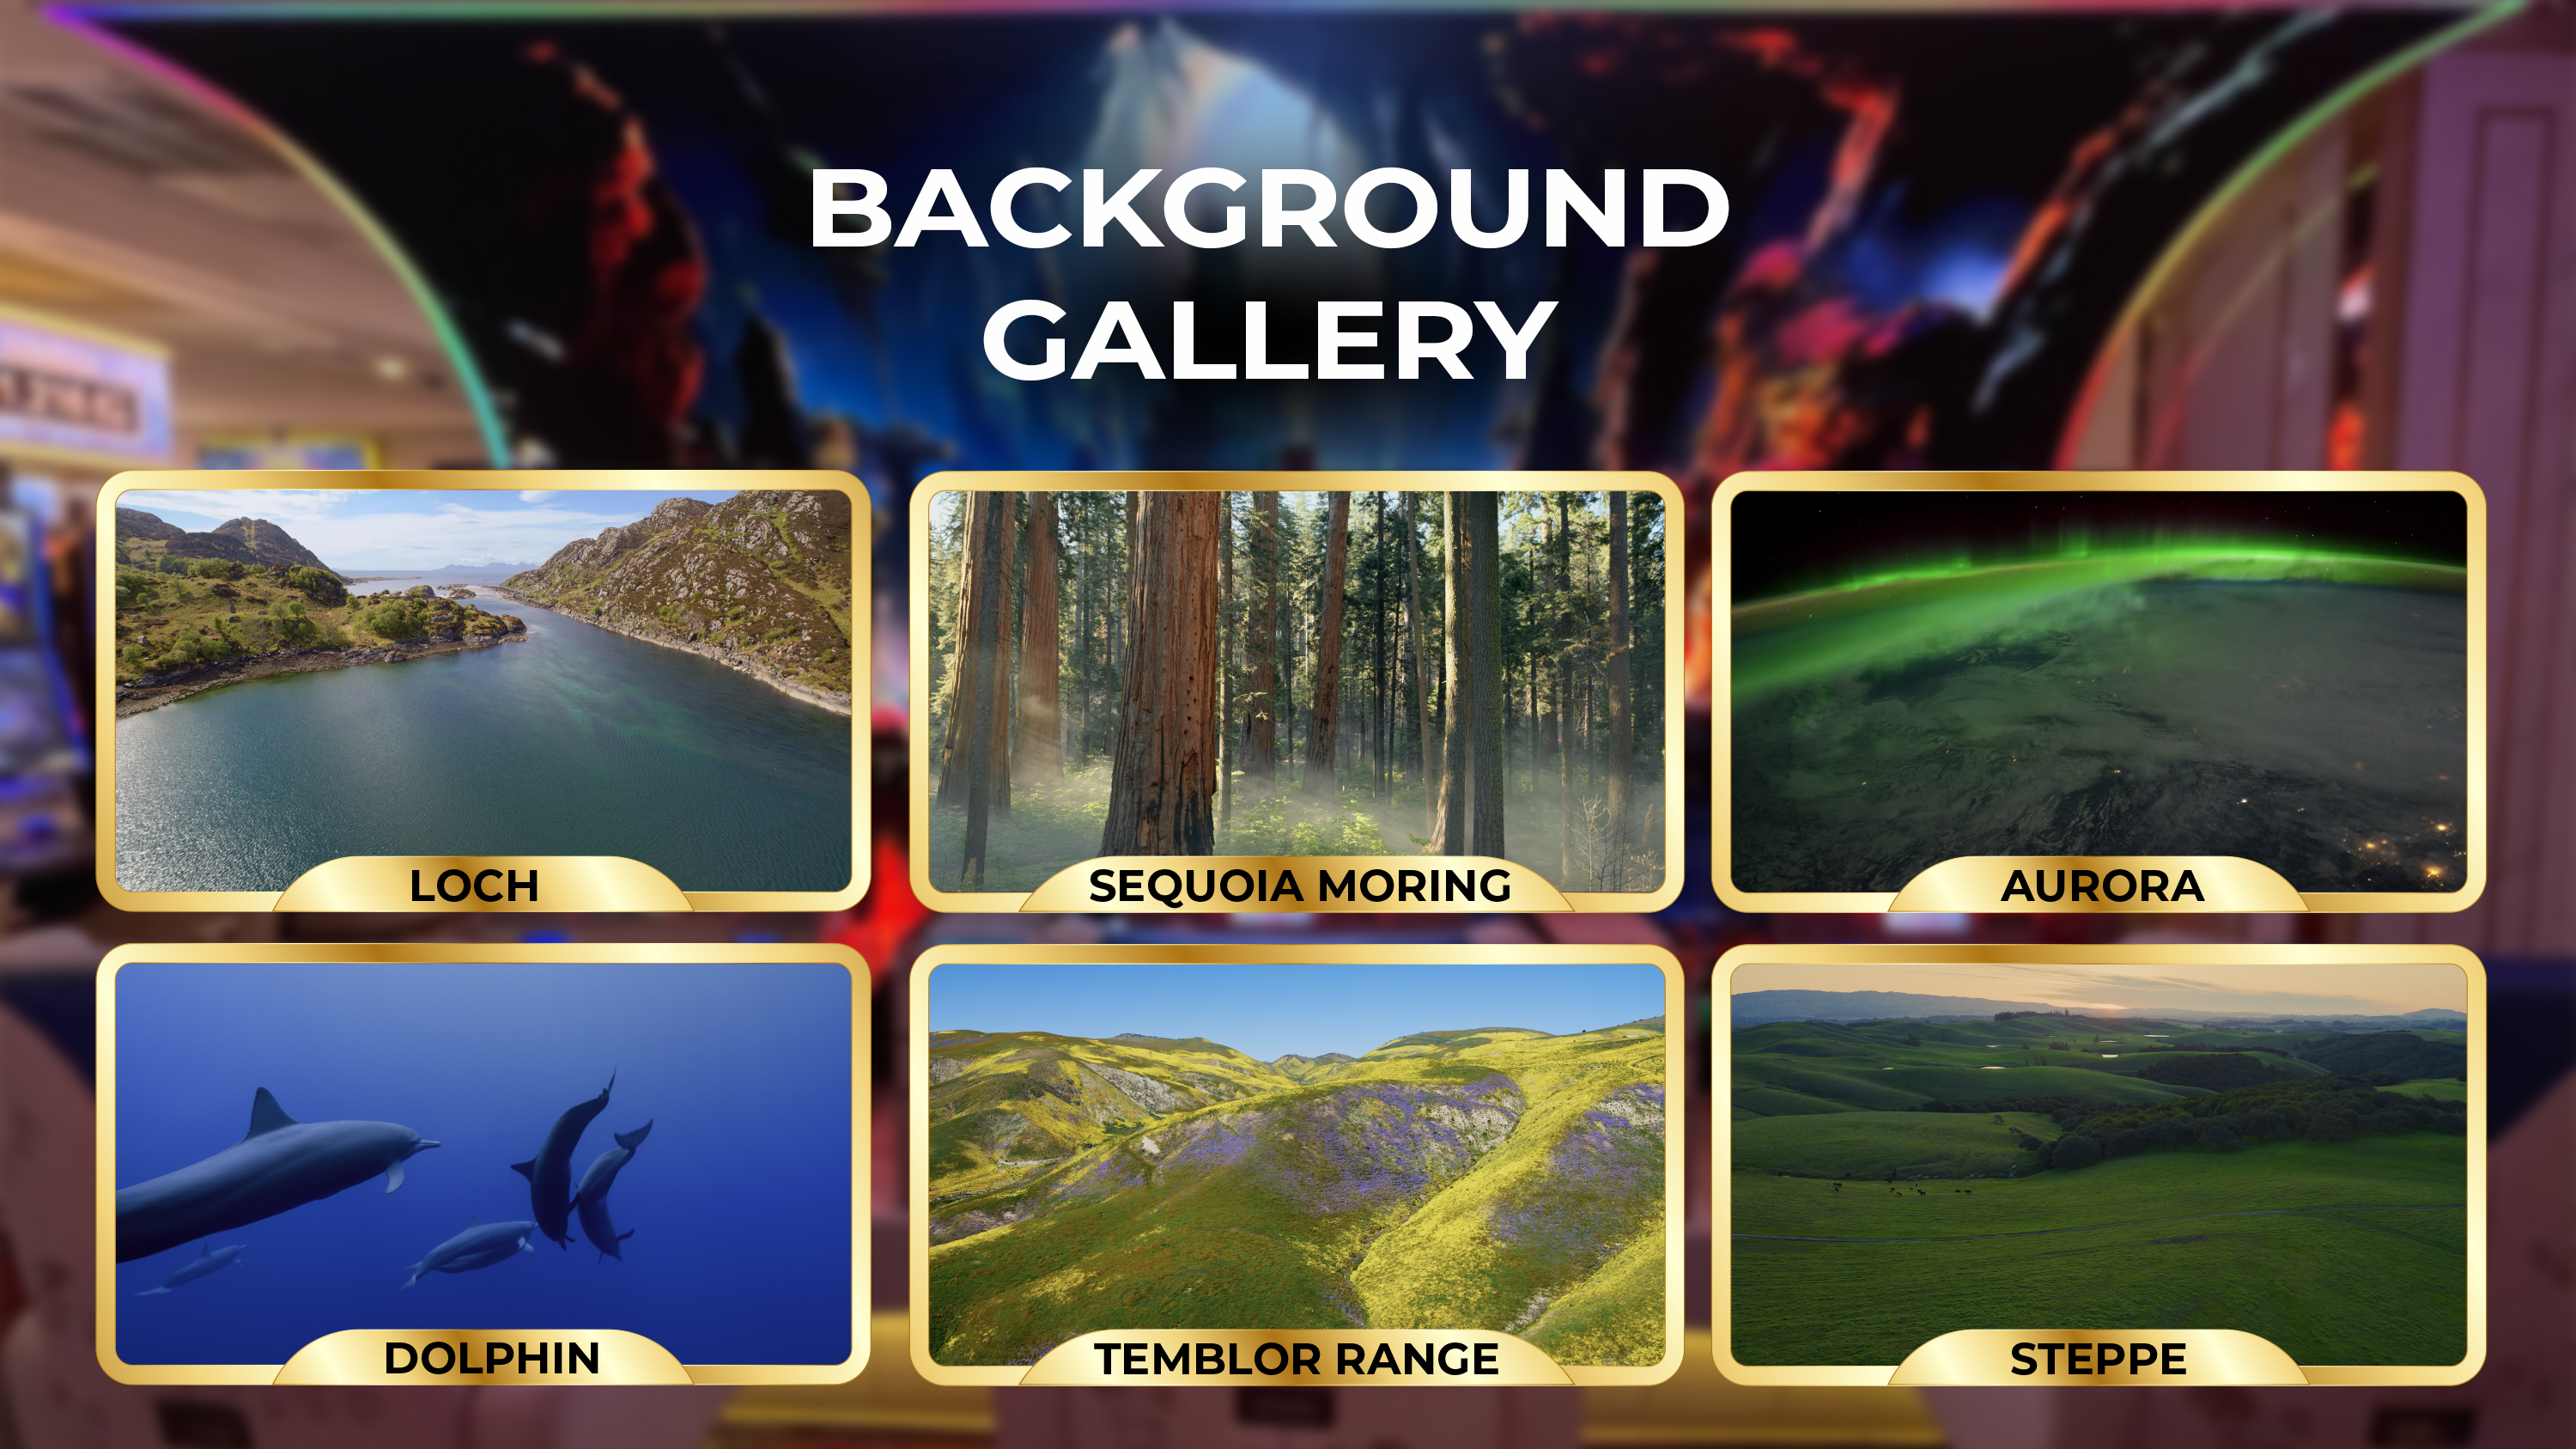 BACKGROUND
GALLERY
LOCH
SEQUOIA MORING
AURORA
DOLPHIN
TEMBLOR RANGE
STEPPE